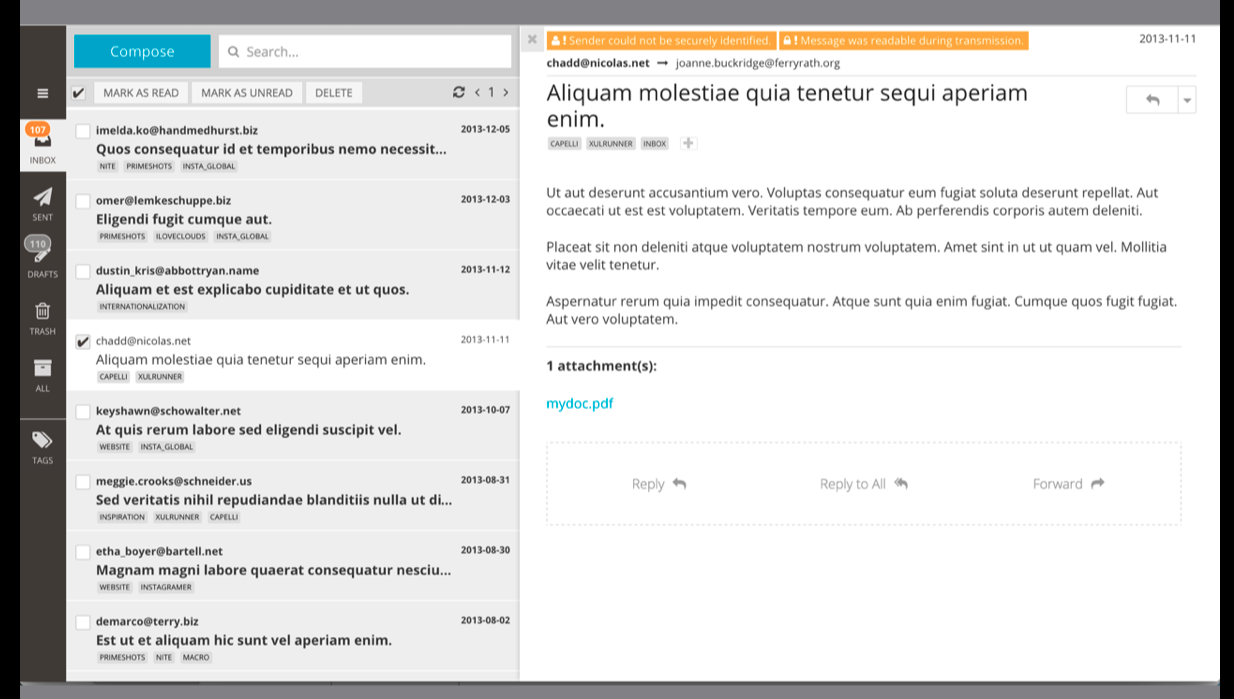 Compose
Search...
MARK AS READ MARK AS UNREAD DELETE
< 1 >
107
INBOX
SENT
110
DRAFTS
TRASH
ALL
TAGS
imelda.ko@handmedhurst.biz 2013-12-05
Quos consequatur id et temporibus nemo necessit...
NITE PRIMESHOTS INSTA_GLOBAL
omer@lemkeschuppe.biz 2013-12-03
Eligendi fugit cumque aut.
PRIMESHOTS ILOVECLOUDS INSTA_GLOBAL
dustin_kris@abbottryan.name 2013-11-12
Aliquam et est explicabo cupiditate et ut quos.
INTERNATIONALIZATION
chadd@nicolas.net 2013-11-11
Aliquam molestiae quia tenetur sequi aperiam enim.
CAPELLI XULRUNNER
keyshawn@schowalter.net 2013-10-07
At quis rerum labore sed eligendi suscipit vel.
WEBSITE INSTA_GLOBAL
meggie.crooks@schneider.us 2013-08-31
Sed veritatis nihil repudiandae blanditiis nulla ut di...
INSPIRATION XULRUNNER CAPELLI
etha_boyer@bartell.net 2013-08-30
Magnam magni labore quaerat consequatur nesciu...
WEBSITE INSTAGRAMER
demarco@terry.biz 2013-08-02
Est ut et aliquam hic sunt vel aperiam enim.
PRIMESHOTS NITE MACRO
! Sender could not be securely identified. ! Message was readable during transmission. 2013-11-11
chadd@nicolas.net → joanne.buckridge@ferryrath.org
Aliquam molestiae quia tenetur sequi aperiam
enim.
CAPELLI XULRUNNER INBOX
Ut aut deserunt accusantium vero. Voluptas consequatur eum fugiat soluta deserunt repellat. Aut
occaecati ut est est voluptatem. Veritatis tempore eum. Ab perferendis corporis autem deleniti.
Placeat sit non deleniti atque voluptatem nostrum voluptatem. Amet sint in ut ut quam vel. Mollitia
vitae velit tenetur.
Aspernatur rerum quia impedit consequatur. Atque sunt quia enim fugiat. Cumque quos fugit fugiat.
Aut vero voluptatem.
1 attachment(s):
mydoc.pdf
Reply Reply to All Forward